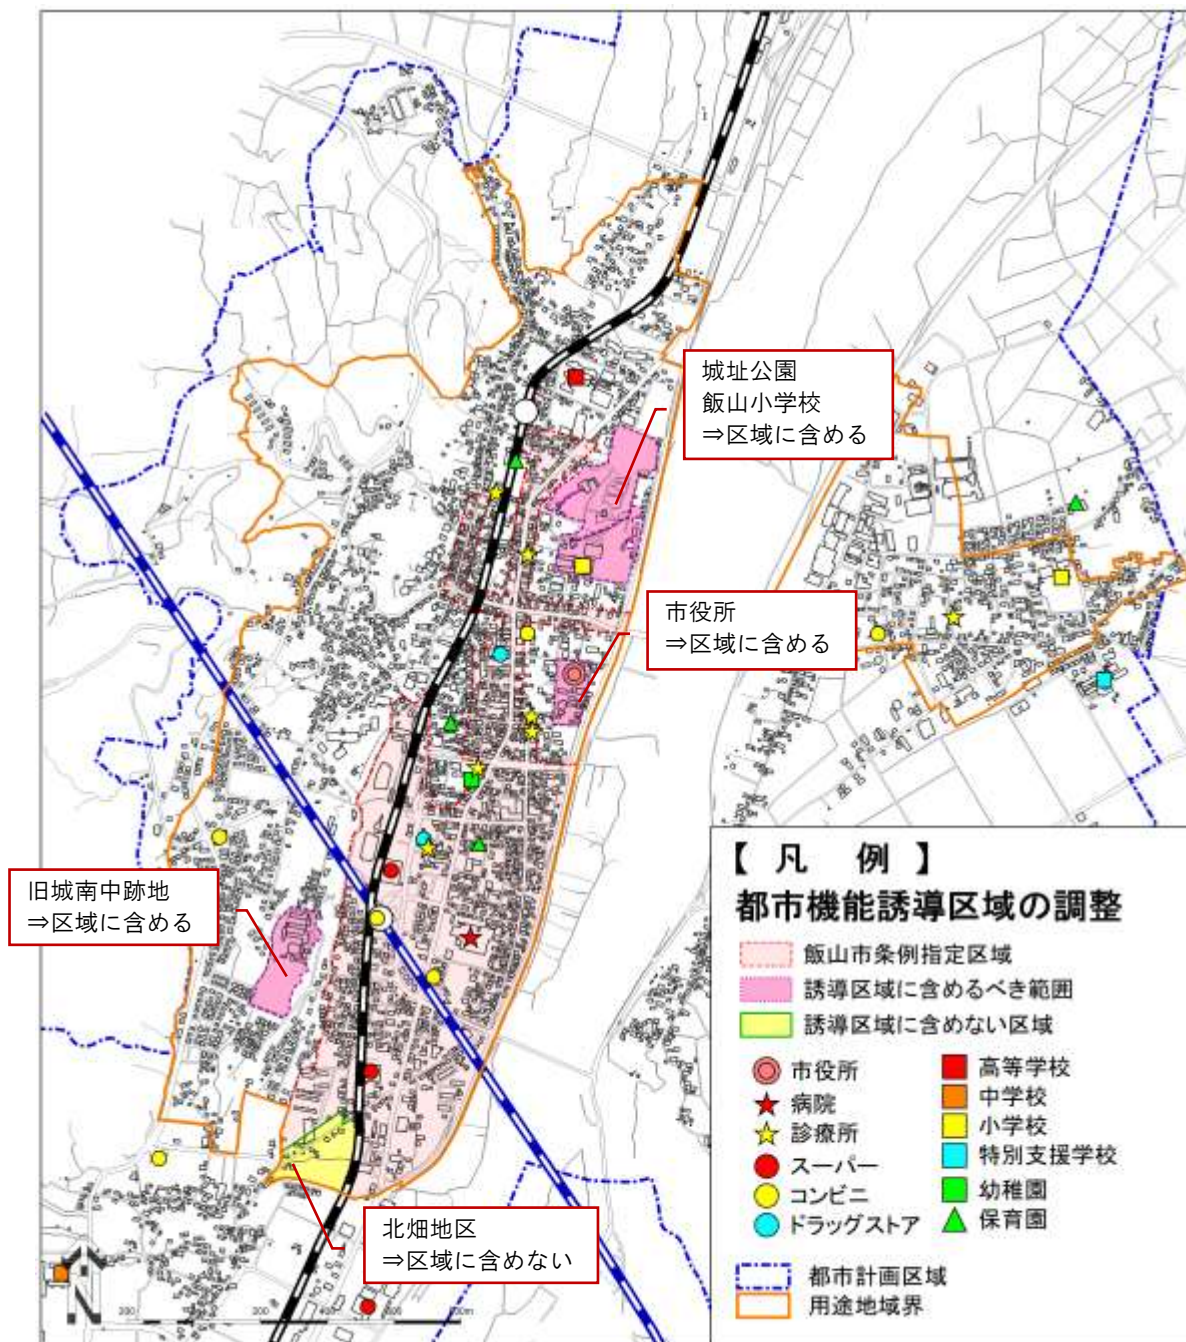 城址公園
飯山小学校
⇒区域に含める
市役所
⇒区域に含める
旧城南中跡地
⇒区域に含める
北畑地区
⇒区域に含めない
【 凡 例 】
都市機能誘導区域の調整
飯山市条例指定区域
誘導区域に含めるべき範囲
誘導区域に含めない区域
市役所
病院
診療所
スーパー
コンビニ
ドラッグストア
高等学校
中学校
小学校
特別支援学校
幼稚園
保育園
都市計画区域
用途地域界
N